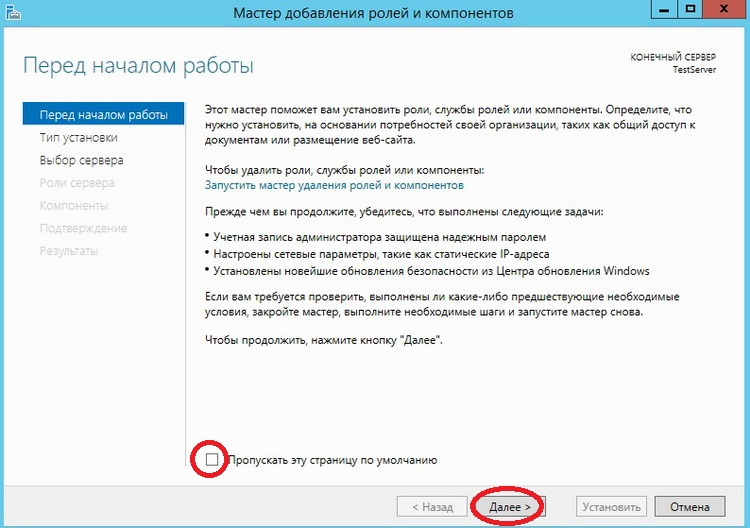 Мастер добавления ролей и компонентов
Перед началом работы
КОНЕЧНЫЙ СЕРВЕР
TestServer
Перед началом работы
Тип установки
Выбор сервера
Роли сервера
Компоненты
Подтверждение
Результаты
Этот мастер поможет вам установить роли, службы ролей или компоненты. Определите, что
нужно установить, на основании потребностей своей организации, таких как общий доступ к
документам или размещение веб-сайта.
Чтобы удалить роли, службы ролей или компоненты:
Запустить мастер удаления ролей и компонентов
Прежде чем вы продолжите, убедитесь, что выполнены следующие задачи:
• Учетная запись администратора защищена надежным паролем
• Настроены сетевые параметры, такие как статические IP-адреса
• Установлены новейшие обновления безопасности из Центра обновления Windows
Если вам требуется проверить, выполнены ли какие-либо предшествующие необходимые
условия, закройте мастер, выполните необходимые шаги и запустите мастер снова.
Чтобы продолжить, нажмите кнопку "Далее".
Пропускать эту страницу по умолчанию
< Назад
Далее >
Установить
Отмена